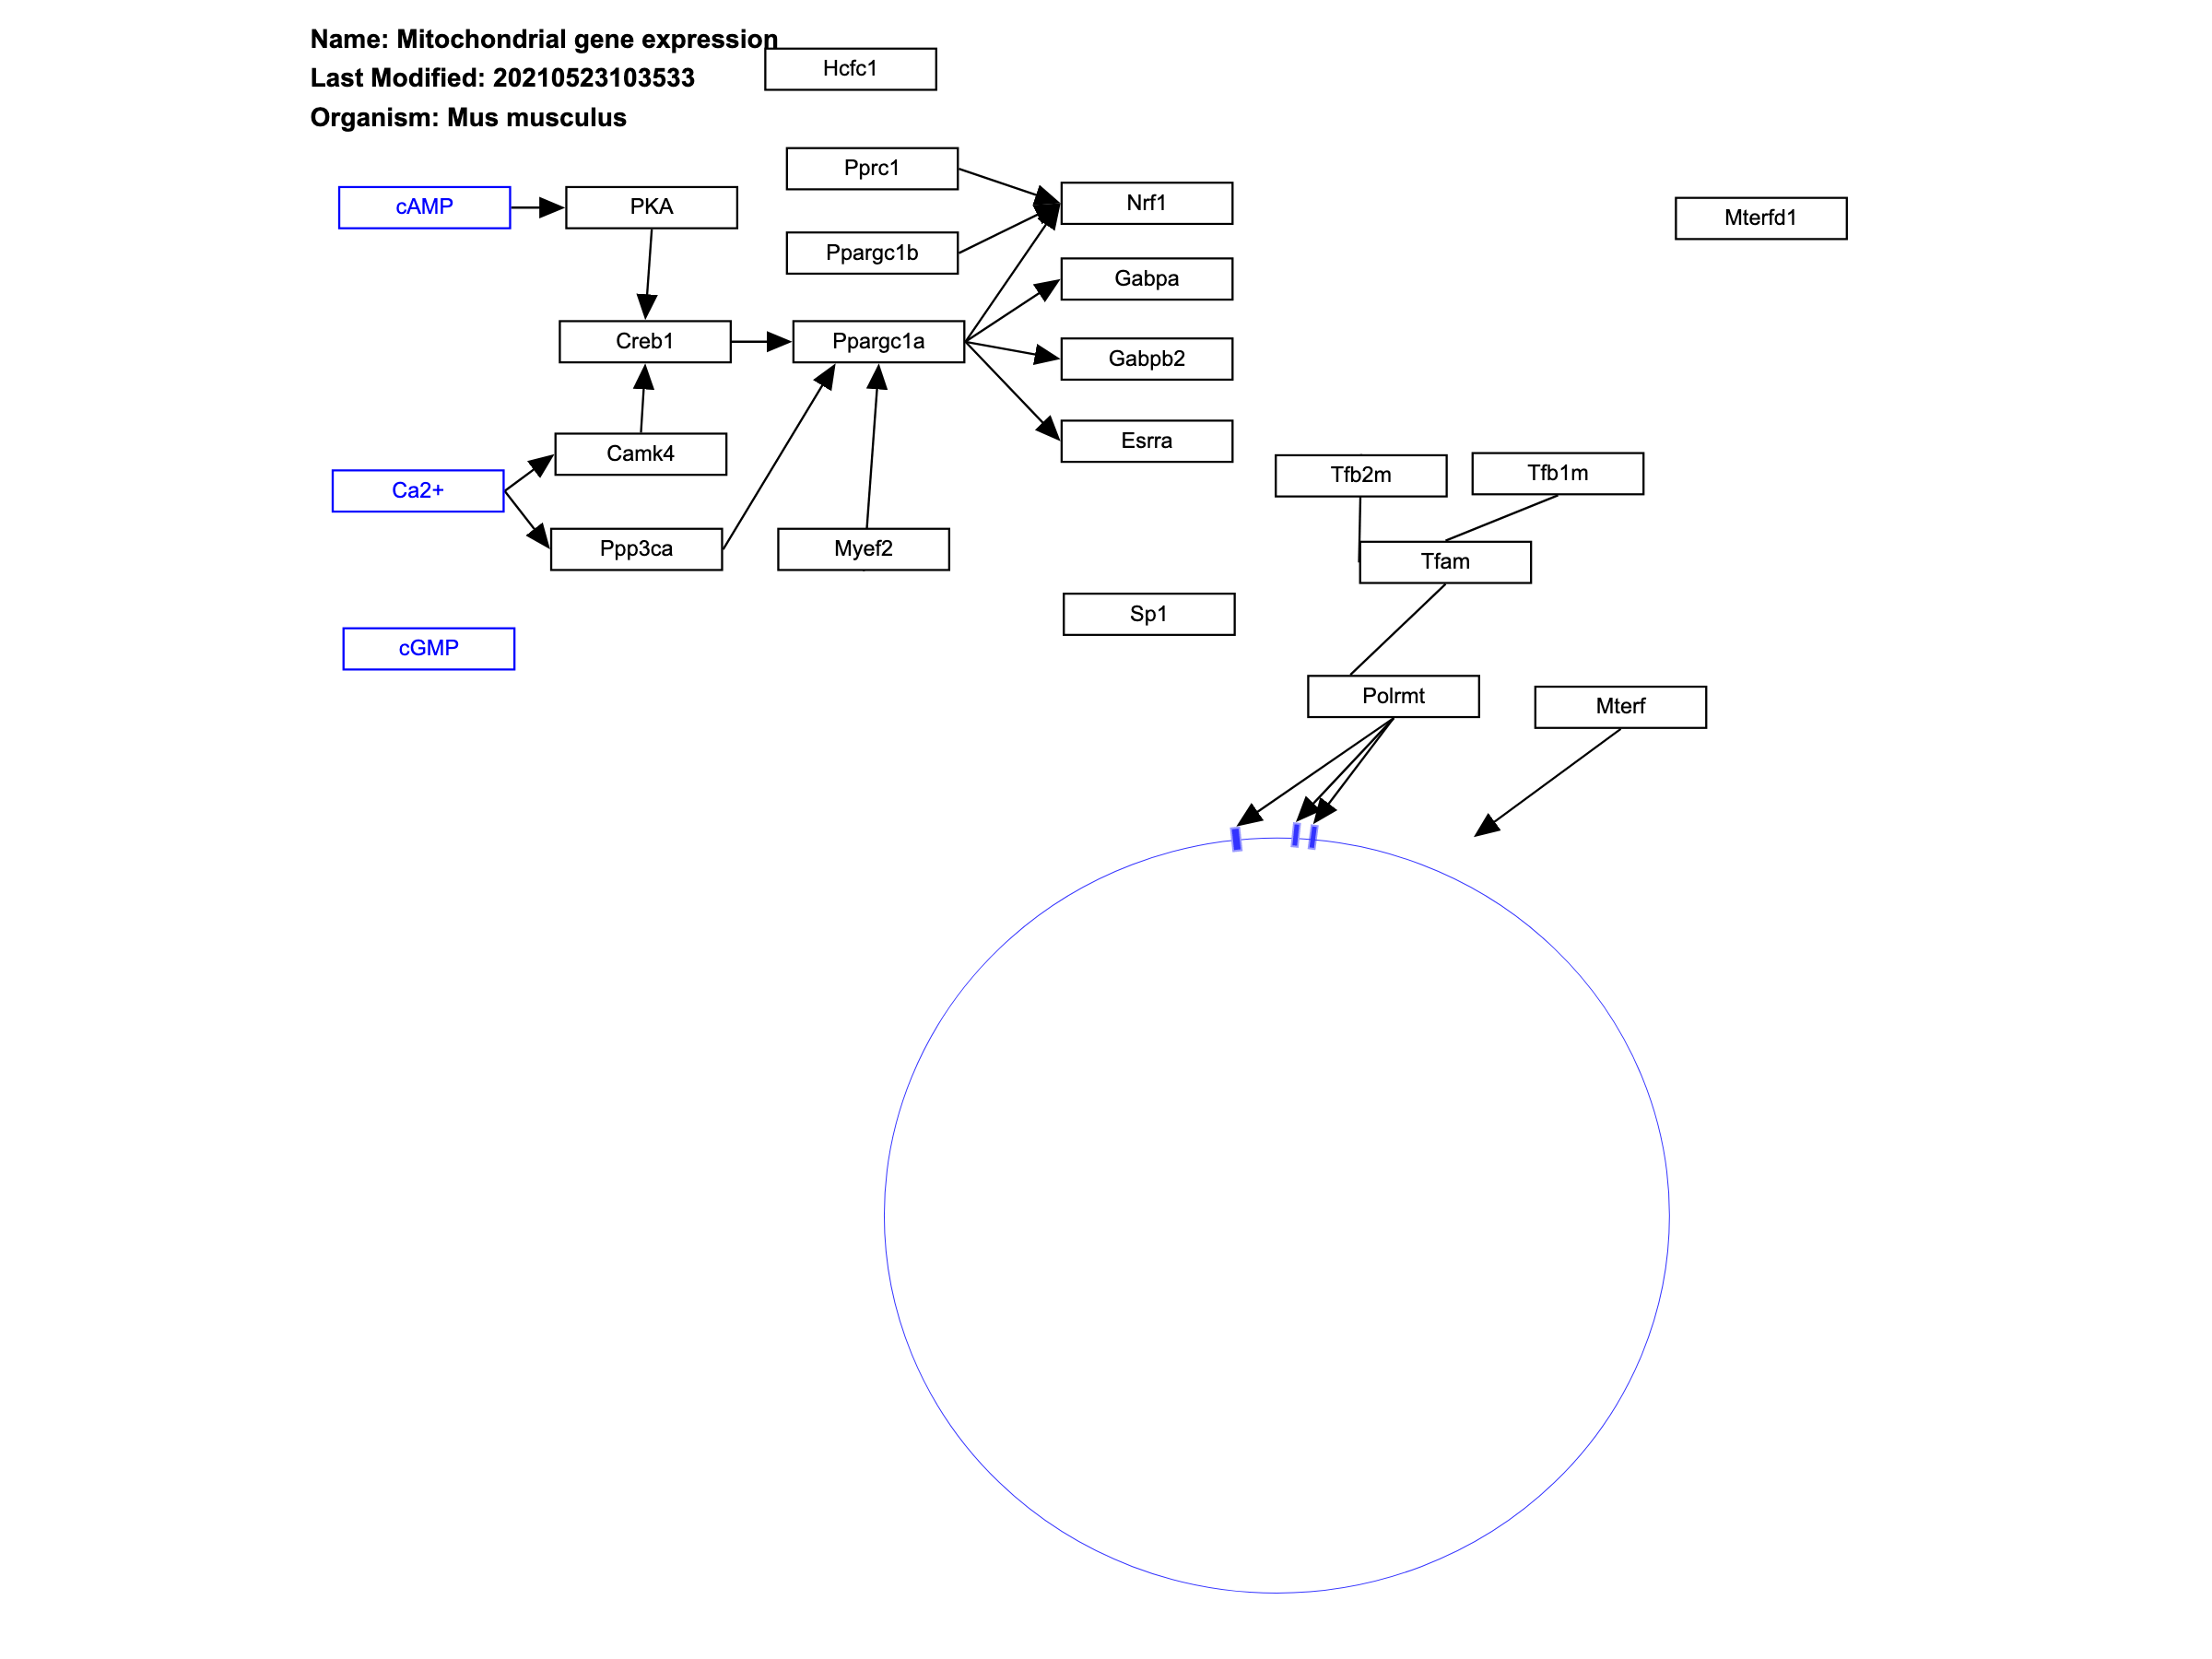 Name: Mitochondrial gene expression
Last Modified: 20210523103533
Organism: Mus musculus
Hcfc1
Pprc1
cAMP
PKA
Nrf1
Mterfd1
Ppargc1b
Gabpa
Creb1
Ppargc1a
Gabpb2
Esrra
Camk4
Tfb2m
Tfb1m
Ca2+
Ppp3ca
Myef2
Tfam
Sp1
cGMP
Polrmt
Mterf